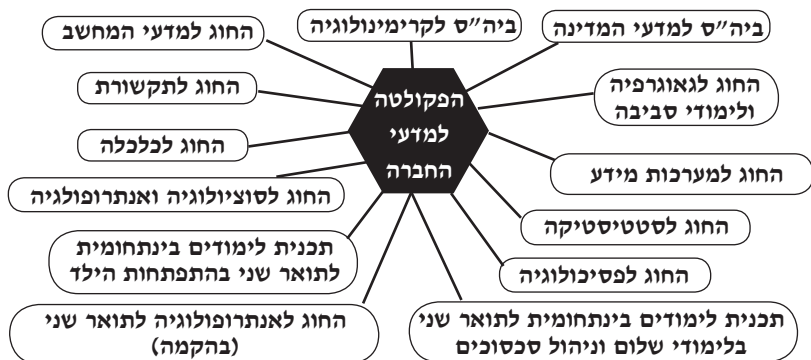 הפקולטה
למדעי
החברה
ביה"ס למדעי המדינה
ביה"ס לקרימינולוגיה
החוג למדעי המחשב
החוג לגאוגרפיה
ולימודי סביבה
החוג לתקשורת
החוג למערכות מידע
החוג לכלכלה
החוג לסטטיסטיקה
החוג לסוציולוגיה ואנתרופולגיה
החוג לפסיכולוגיה
תכנית לימודים בינתחומית
לתואר שני בהתפתחות הילד
תכנית לימודים בינתחומית לתואר שני
בלימודי שלום וניהול סכסוכים
החוג לאנתרופולוגיה לתואר שני
(בהקמה)